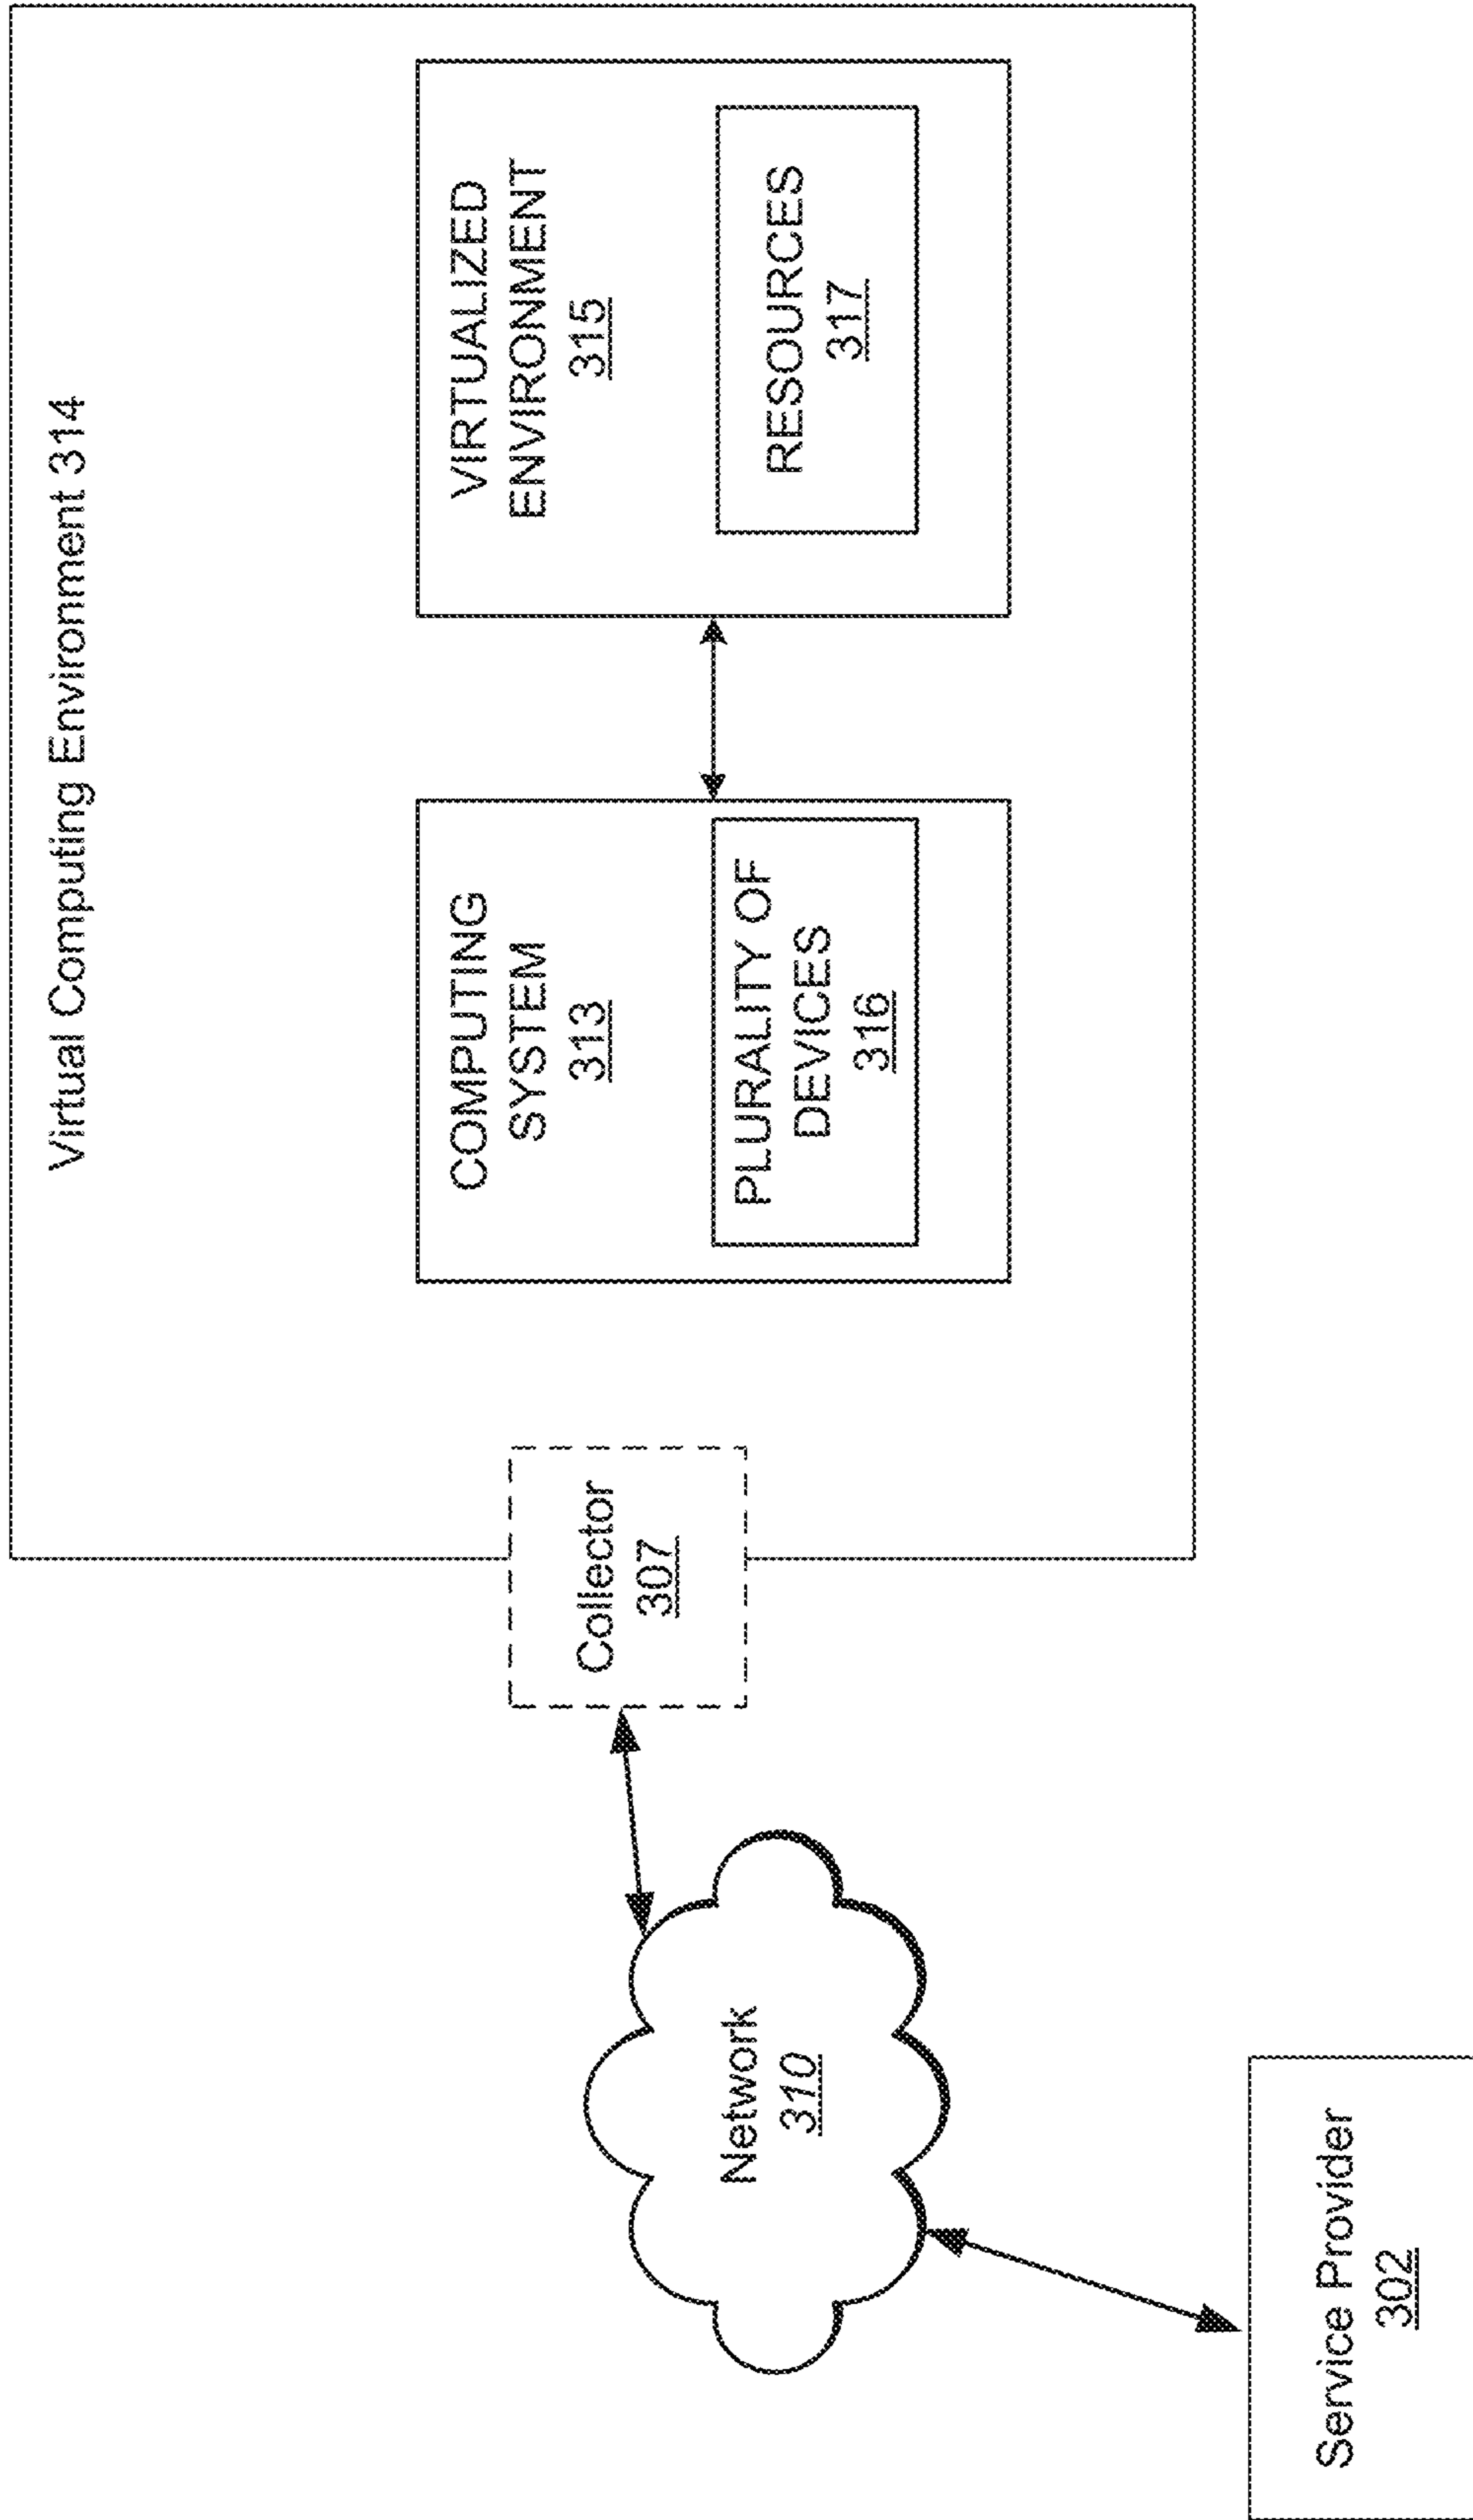 Virtual Computing Environment 314
COMPUTING
SYSTEM
313
PLURALITY OF
DEVICES
316
VIRTUALIZED
ENVIRONMENT
315
RESOURCES
317
Collector
307
Network
310
Service Provider
302